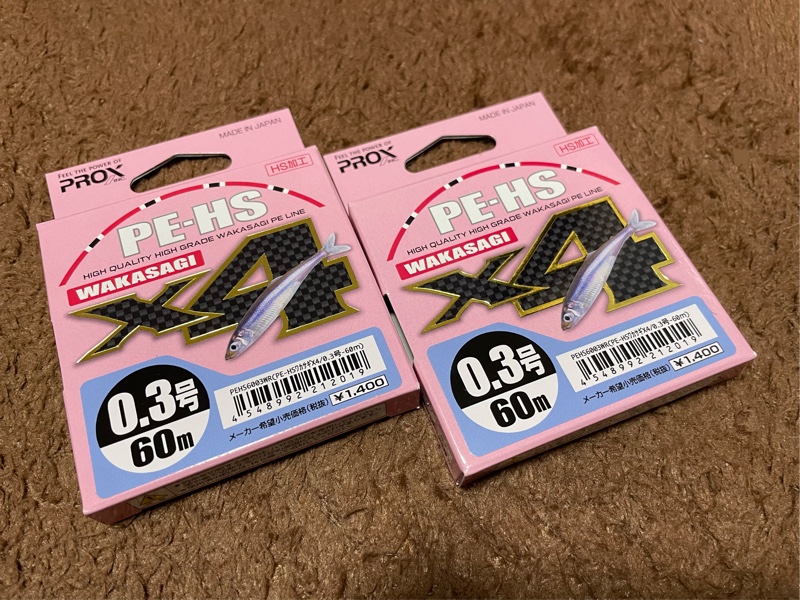 MADE IN JAPAN
FEEL THE POWER OF
PROX
HS加工
PE-HS
HIGH QUALITY HIGH GRADE WAKASAGI PE LINE
WAKASAGI
X4
PEHS6003WRC(PE-HSワカサギX4/0.3号-60m)
4 548992 212019
0.3号
60m
メーカー希望小売価格(税抜) ¥1,400
MADE IN JAPAN
FEEL THE POWER OF
PROX
HS加工
PE-HS
HIGH QUALITY HIGH GRADE WAKASAGI PE LINE
WAKASAGI
X4
PEHS6003WRC(PE-HSワカサギX4/0.3号-60m)
4 548992 212019
0.3号
60m
メーカー希望小売価格(税抜) ¥1,400